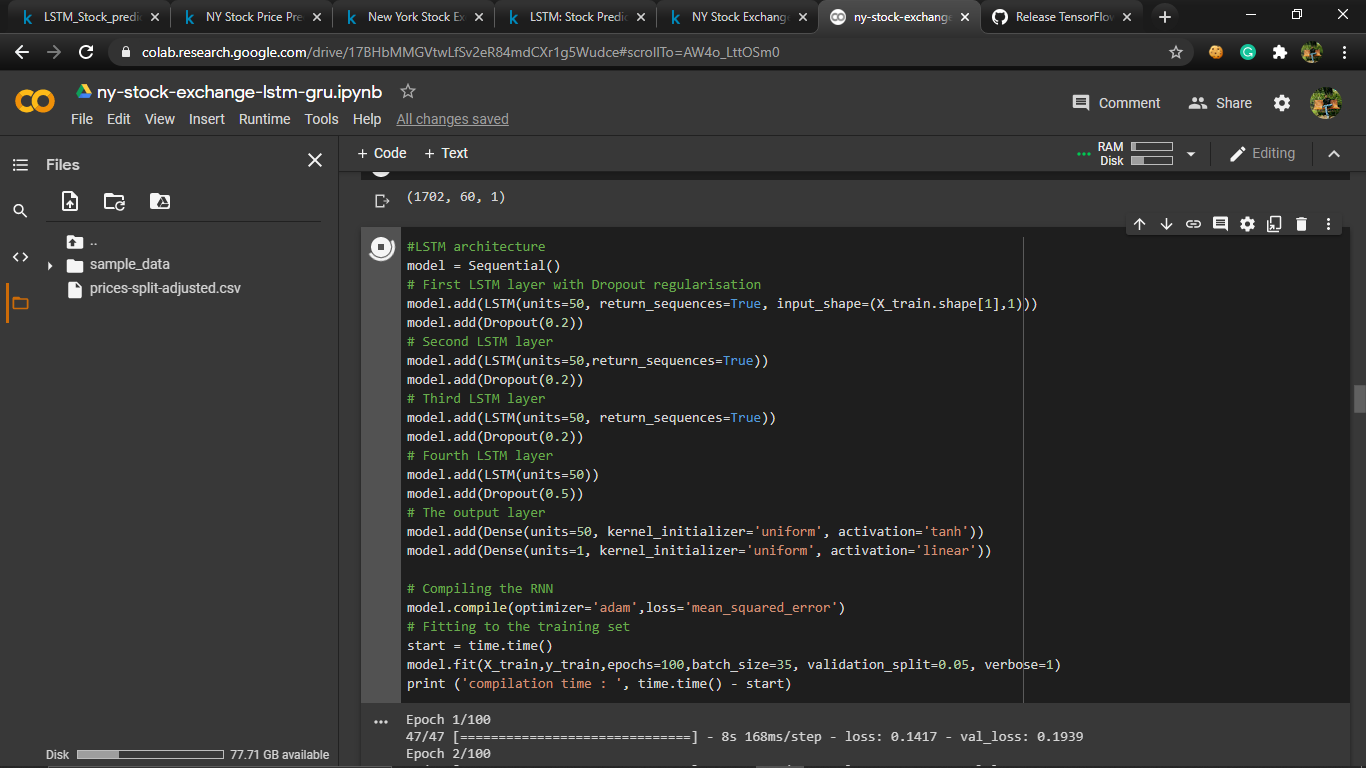 LSTM_Stock_predi
NY Stock Price Pre
New York Stock Ex
LSTM: Stock Predic
NY Stock Exchange
ny-stock-exchange
Release TensorFlow
colab.research.google.com/drive/17BHbMMGVtwLfSv2eR84mdCXr1g5Wudce#scrollTo=AW4o_LttOSm0
ny-stock-exchange-lstm-gru.ipynb
Comment
Share
File Edit View Insert Runtime Tools Help All changes saved
Files
+ Code + Text
RAM
Disk
Editing
..
sample_data
prices-split-adjusted.csv
(1702, 60, 1)
#LSTM architecture
model = Sequential()
# First LSTM layer with Dropout regularisation
model.add(LSTM(units=50, return_sequences=True, input_shape=(X_train.shape[1],1)))
model.add(Dropout(0.2))
# Second LSTM layer
model.add(LSTM(units=50,return_sequences=True))
model.add(Dropout(0.2))
# Third LSTM layer
model.add(LSTM(units=50, return_sequences=True))
model.add(Dropout(0.2))
# Fourth LSTM layer
model.add(LSTM(units=50))
model.add(Dropout(0.5))
# The output layer
model.add(Dense(units=50, kernel_initializer='uniform', activation='tanh'))
model.add(Dense(units=1, kernel_initializer='uniform', activation='linear'))
# Compiling the RNN
model.compile(optimizer='adam',loss='mean_squared_error')
# Fitting to the training set
start = time.time()
model.fit(X_train,y_train,epochs=100,batch_size=35, validation_split=0.05, verbose=1)
print ('compilation time : ', time.time() - start)
Epoch 1/100
47/47 [==============================] - 8s 168ms/step - loss: 0.1417 - val_loss: 0.1939
Epoch 2/100
Disk
77.71 GB available